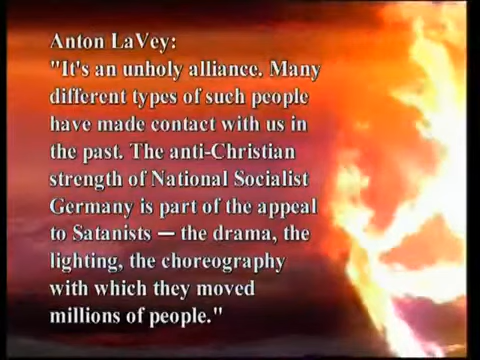 Anton LaVey:
"It's an unholy alliance. Many
different types of such people
have made contact with us in
the past. The anti-Christian
strength of National Socialist
Germany is part of the appeal
to Satanists — the drama, the
lighting, the choreography
with which they moved
millions of people."